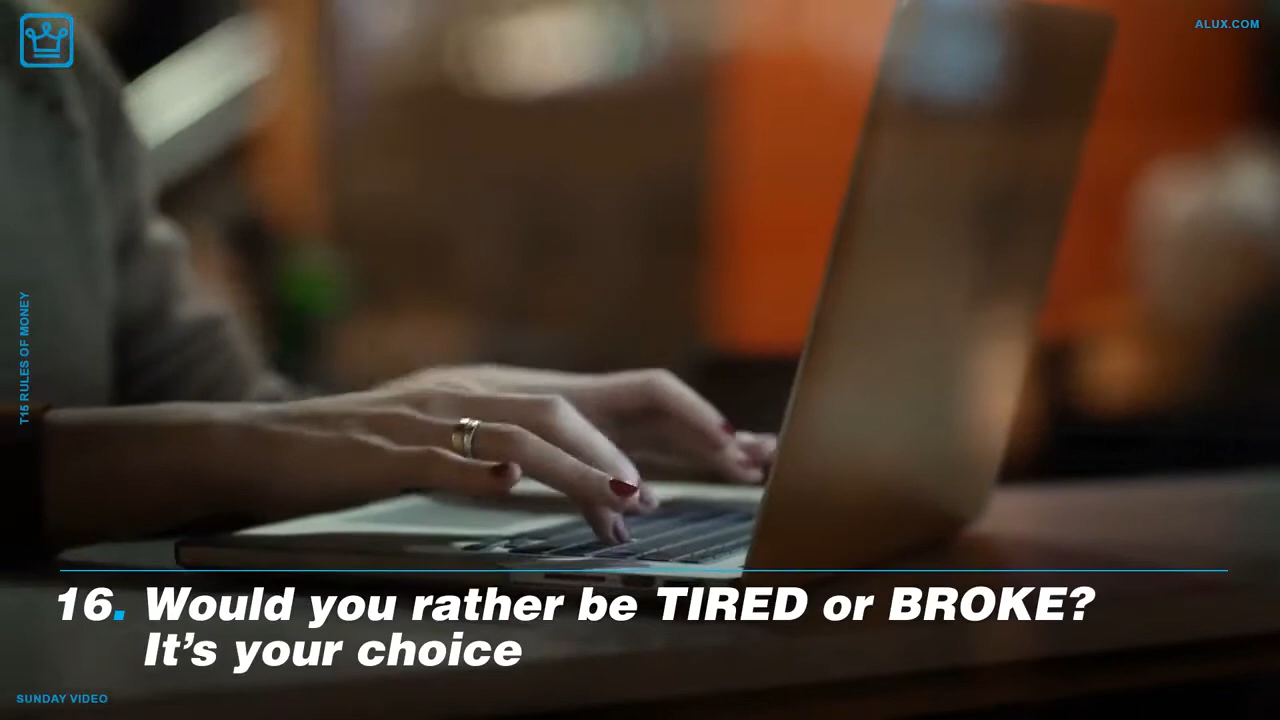 ALUX.COM
T15 RULES OF MONEY
16. Would you rather be TIRED or BROKE?
It's your choice
SUNDAY VIDEO